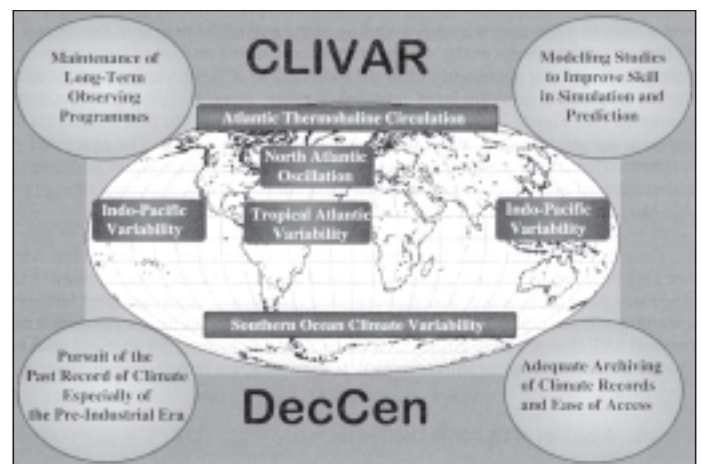 Maintenance of
Long-Term
Observing
Programmes
CLIVAR
Modelling Studies
to Improve Skill
in Simulation and
Prediction
Atlantic Thermohaline Circulation
North Atlantic
Oscillation
Indo-Pacific
Variability
Tropical Atlantic
Variability
Indo-Pacific
Variability
Southern Ocean Climate Variability
Pursuit of the
Past Record of Climate
Especially of
the Pre-Industrial Era
DecCen
Adequate Archiving
of Climate Records
and Ease of Access